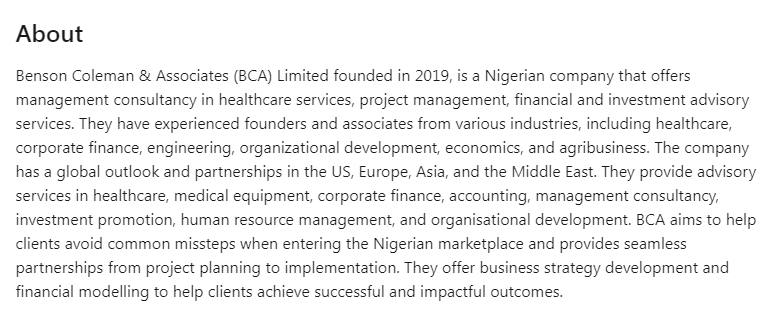 About
Benson Coleman & Associates (BCA) Limited founded in 2019, is a Nigerian company that offers
management consultancy in healthcare services, project management, financial and investment advisory
services. They have experienced founders and associates from various industries, including healthcare,
corporate finance, engineering, organizational development, economics, and agribusiness. The company
has a global outlook and partnerships in the US, Europe, Asia, and the Middle East. They provide advisory
services in healthcare, medical equipment, corporate finance, accounting, management consultancy,
investment promotion, human resource management, and organisational development. BCA aims to help
clients avoid common missteps when entering the Nigerian marketplace and provides seamless
partnerships from project planning to implementation. They offer business strategy development and
financial modelling to help clients achieve successful and impactful outcomes.